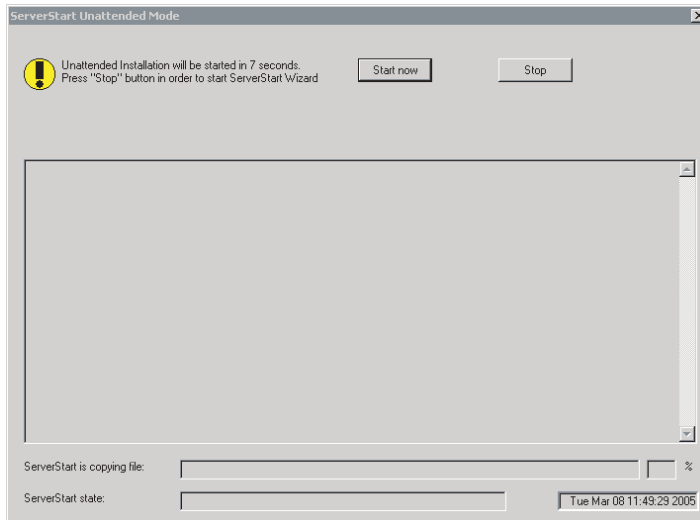 ServerStart Unattended Mode
Unattended Installation will be started in 7 seconds.
Press "Stop" button in order to start ServerStart Wizard
Start now
Stop
ServerStart is copying file:
%
ServerStart state:
Tue Mar 08 11:49:29 2005